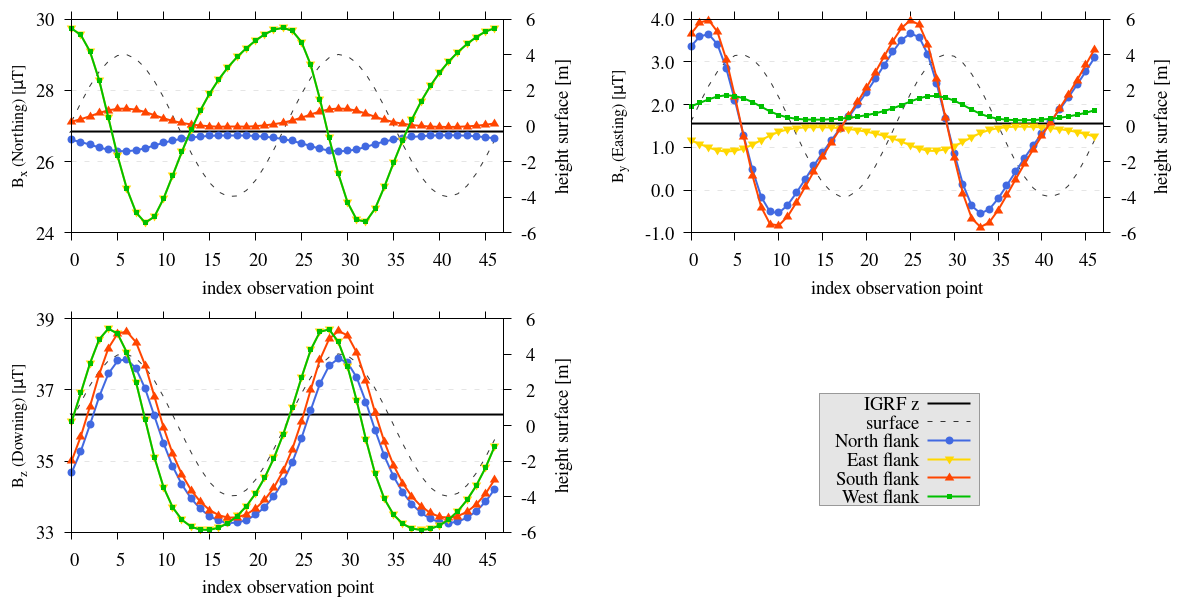 30 28 26 24
B_x (Northing) [μT]
6 4 2 0 -2 -4 -6
height surface [m]
0 5 10 15 20 25 30 35 40 45
index observation point
4.0 3.0 2.0 1.0 0.0 -1.0
B_y (Easting) [μT]
6 4 2 0 -2 -4 -6
height surface [m]
0 5 10 15 20 25 30 35 40 45
index observation point
39 37 35 33
B_z (Downing) [μT]
6 4 2 0 -2 -4 -6
height surface [m]
0 5 10 15 20 25 30 35 40 45
index observation point
IGRF z
surface
North flank
East flank
South flank
West flank